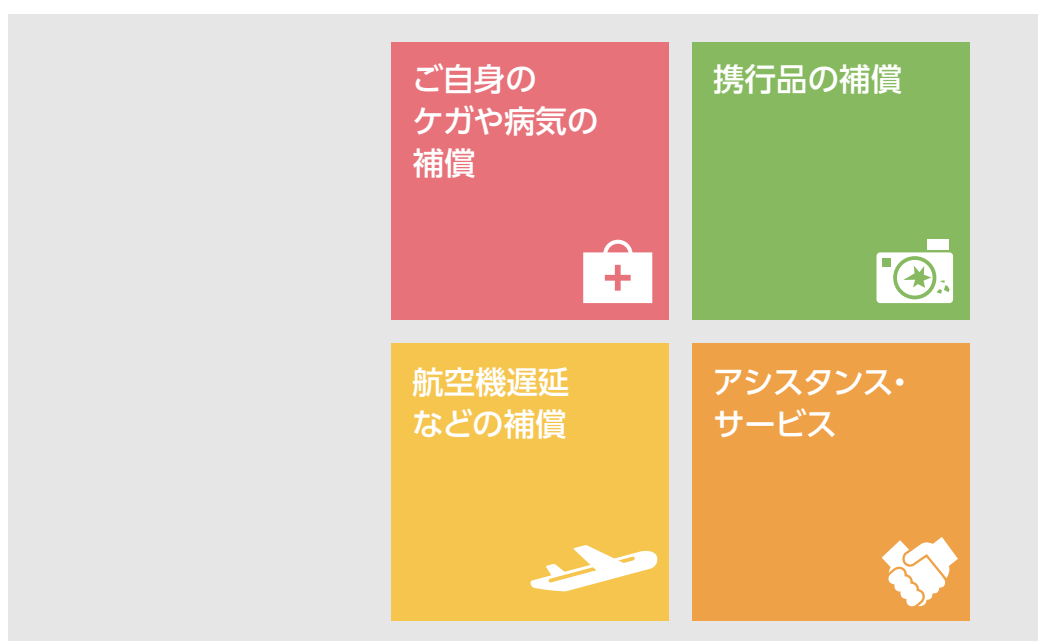 ご自身の
ケガや病気の
補償
携行品の補償
航空機遅延
などの補償
アシスタンス・
サービス